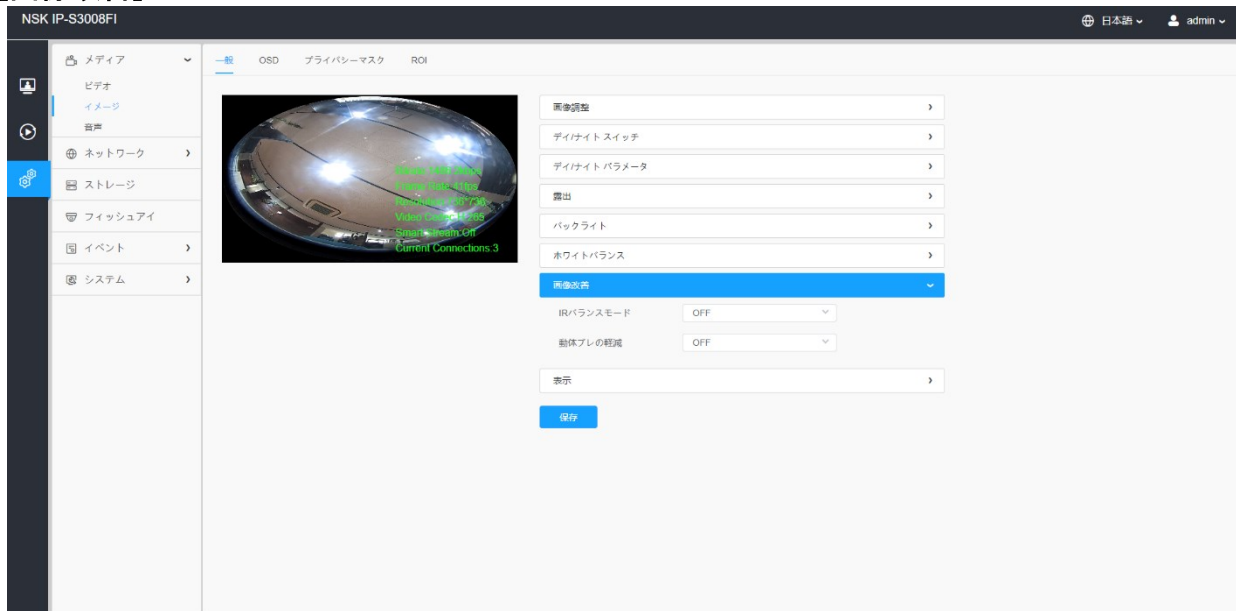 NSK IP-S3008FI
日本語
admin
メディア
ビデオ
イメージ
音声
ネットワーク
ストレージ
フィッシュアイ
イベント
システム
一般 OSD プライバシーマスク ROI
Frame Rate:41fps
Video Codec:H.265
Smart Stream:Off
Current Connections:3
画像調整
デイ/ナイト スイッチ
デイ/ナイト パラメータ
露出
バックライト
ホワイトバランス
画像改善
IRバランスモード OFF
動体ブレの軽減 OFF
表示
保存